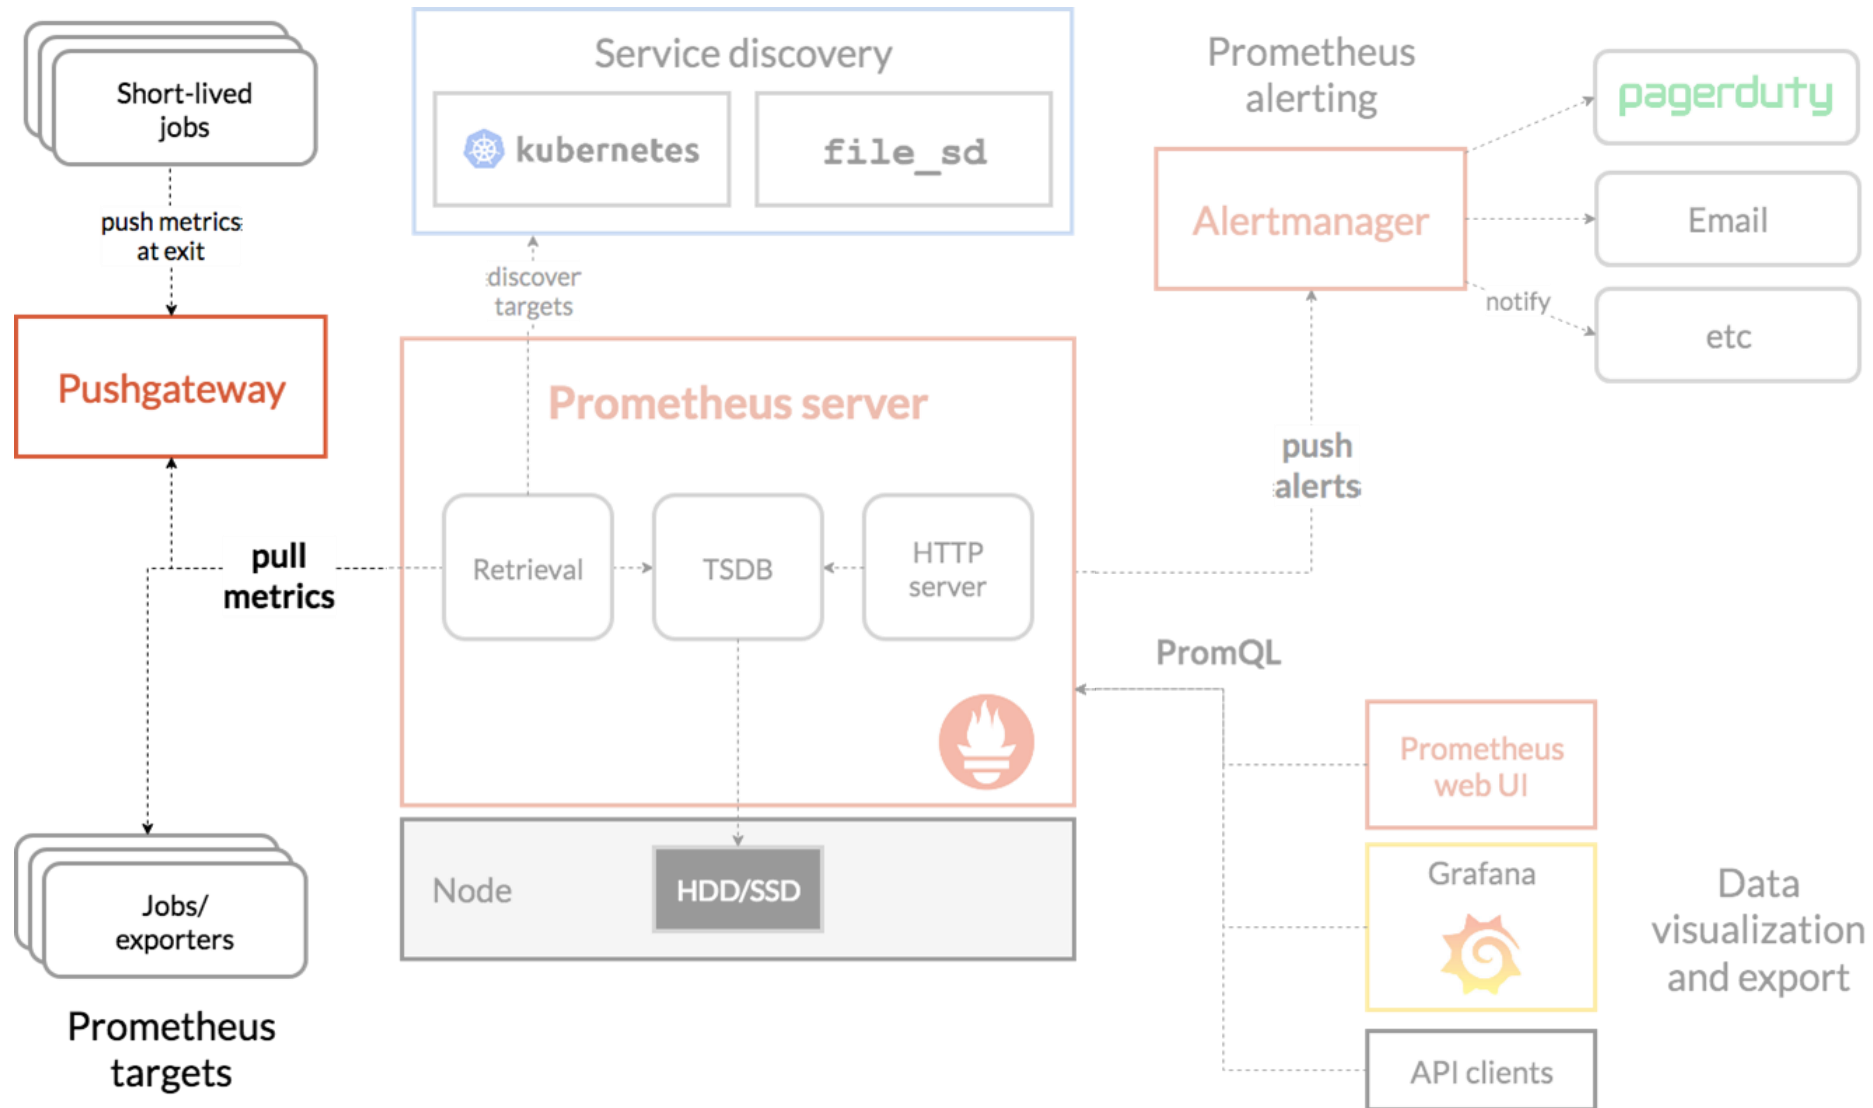 Short-lived
jobs
push metrics
at exit
Pushgateway
pull
metrics
Jobs/
exporters
Prometheus
targets
Service discovery
kubernetes
file_sd
discover
targets
Prometheus server
Retrieval
TSDB
HTTP
server
Node
HDD/SSD
Prometheus
alerting
Alertmanager
pagerduty
Email
notify
etc
push
alerts
PromQL
Prometheus
web UI
Grafana
API clients
Data
visualization
and export